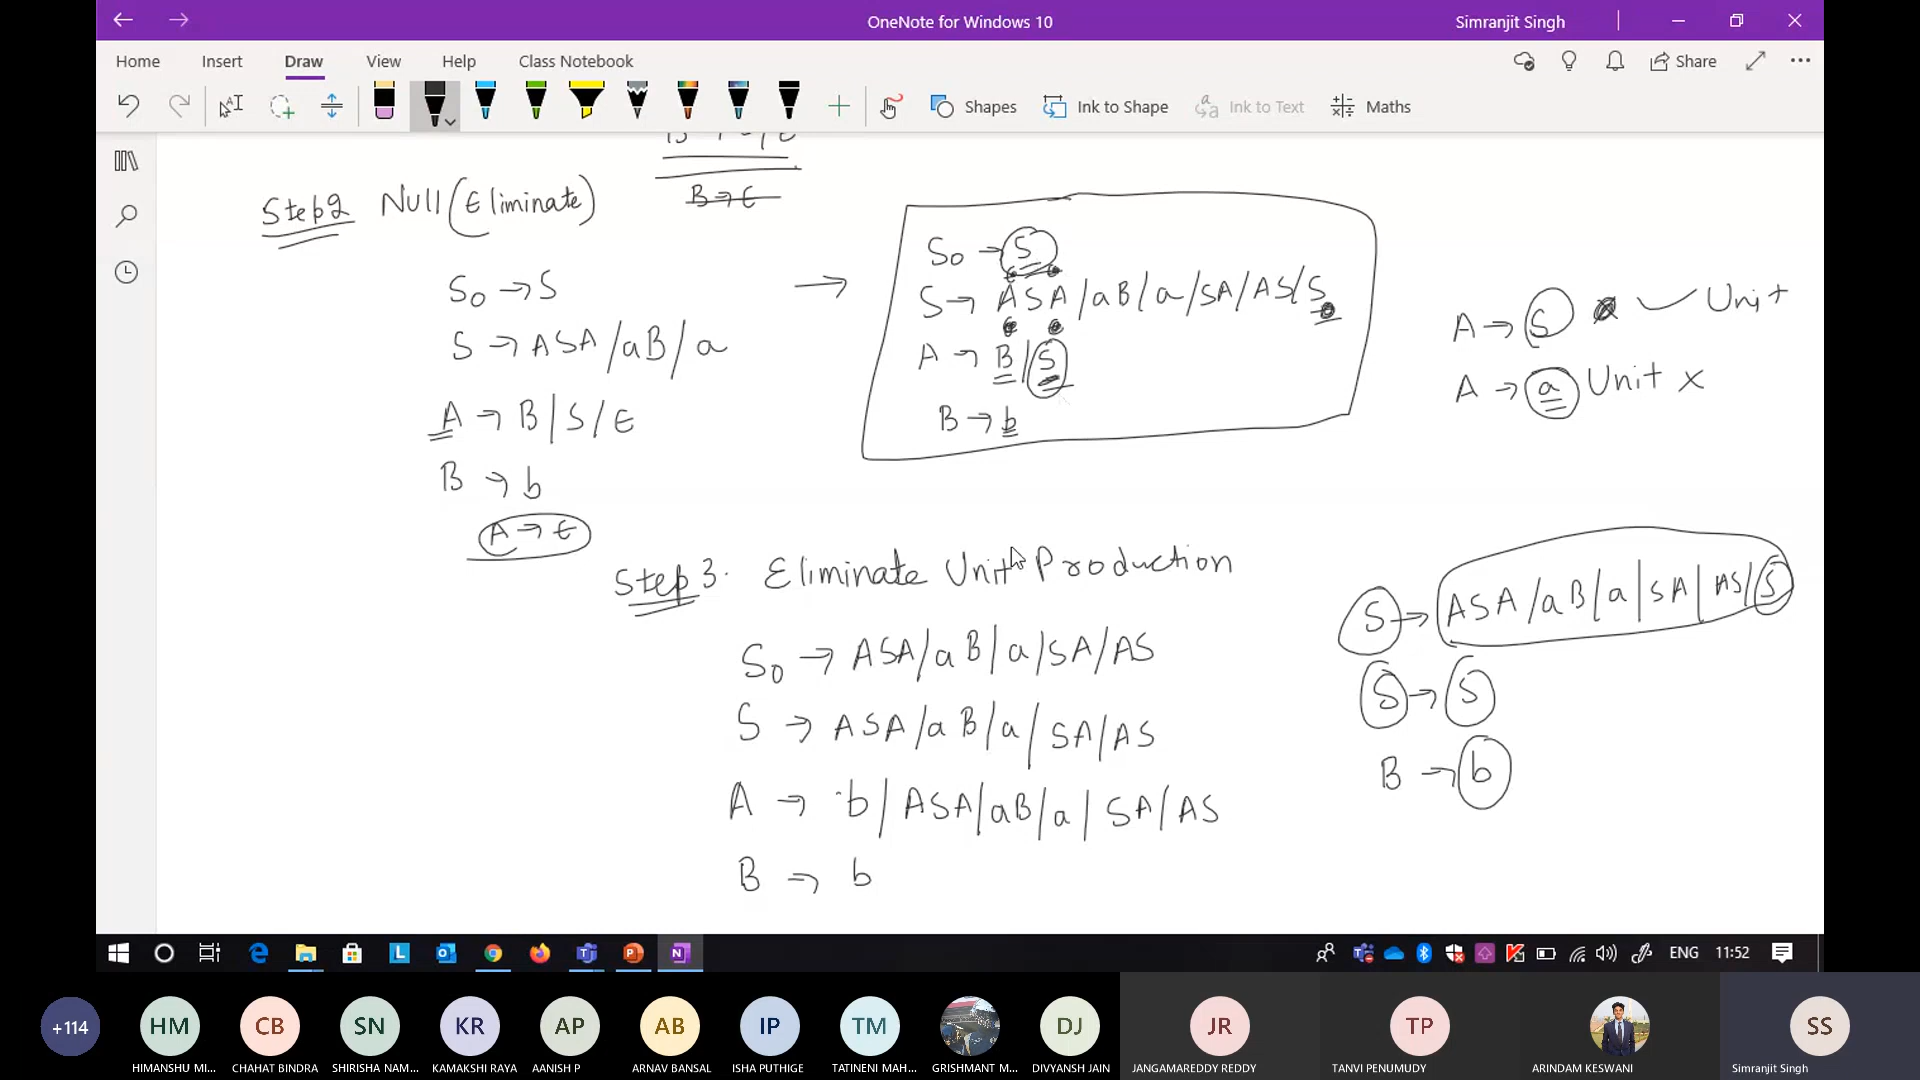 OneNote for Windows 10
Simranjit Singh
Home Insert Draw View Help Class Notebook
Share
Shapes
Ink to Shape
Ink to Text
Maths
B → ε
Step 2 Null (Eliminate)
S0 → S
S → ASA/aB/a
A → B/S/ε
B → b
A → ε
→
S0 → S
S → ASA/aB/a/SA/AS/S
A → B/S
B → b
A → S ✓ Unit
A → a Unit x
Step 3. Eliminate Unit Production
S0 → ASA/aB/a/SA/AS
S → ASA/aB/a/SA/AS
A → b/ASA/aB/a/SA/AS
B → b
S → ASA/aB/a|SA|AS/S
S → S
B → b
ENG 11:52
+114
HM
CB
SN
KR
AP
AB
IP
TM
DJ
JR
TP
SS
HIMANSHU MI...
CHAHAT BINDRA
SHIRISHA NAM...
KAMAKSHI RAYA
AANISH P
ARNAV BANSAL
ISHA PUTHIGE
TATINENI MAH...
GRISHMANT M...
DIVYANSH JAIN
JANGAMAREDDY REDDY
TANVI PENUMUDY
ARINDAM KESWANI
Simranjit Singh